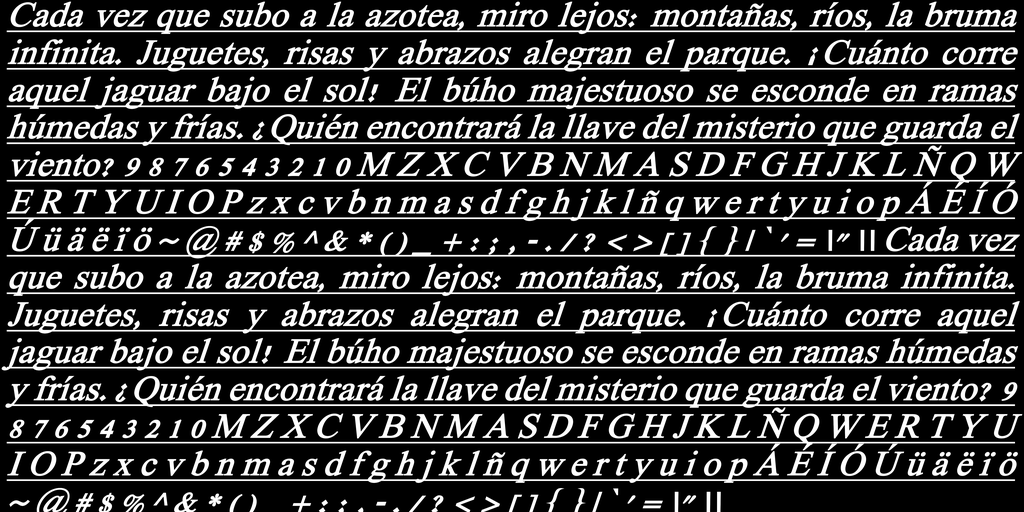 Cada vez que subo a la azotea, miro lejos: montañas, ríos, la bruma
infinita. Juguetes, risas y abrazos alegran el parque. ¡Cuánto corre
aquel jaguar bajo el sol! El búho majestuoso se esconde en ramas
húmedas y frías. ¿Quién encontrará la llave del misterio que guarda el
viento? 9 8 7 6 5 4 3 2 1 0 M Z X C V B N M A S D F G H J K L Ñ Q W
E R T Y U I O P z x c v b n m a s d f g h j k l ñ q w e r t y u i o p Á É Í Ó
Ú ü ä ë ï ö ~ @ # $ % ^ & * ( ) _ + : ; , - . / ? < > [ ] { } / ` ' = \" || Cada vez
que subo a la azotea, miro lejos: montañas, ríos, la bruma infinita.
Juguetes, risas y abrazos alegran el parque. ¡Cuánto corre aquel
jaguar bajo el sol! El búho majestuoso se esconde en ramas húmedas
y frías. ¿Quién encontrará la llave del misterio que guarda el viento? 9
8 7 6 5 4 3 2 1 0 M Z X C V B N M A S D F G H J K L Ñ Q W E R T Y U
I O P z x c v b n m a s d f g h j k l ñ q w e r t y u i o p Á É Í Ó Ú ü ä ë ï ö
~ @ # $ % ^ & * ( ) _ + : ; , - . / ? < > [ ] { } / ` ' = \" ||